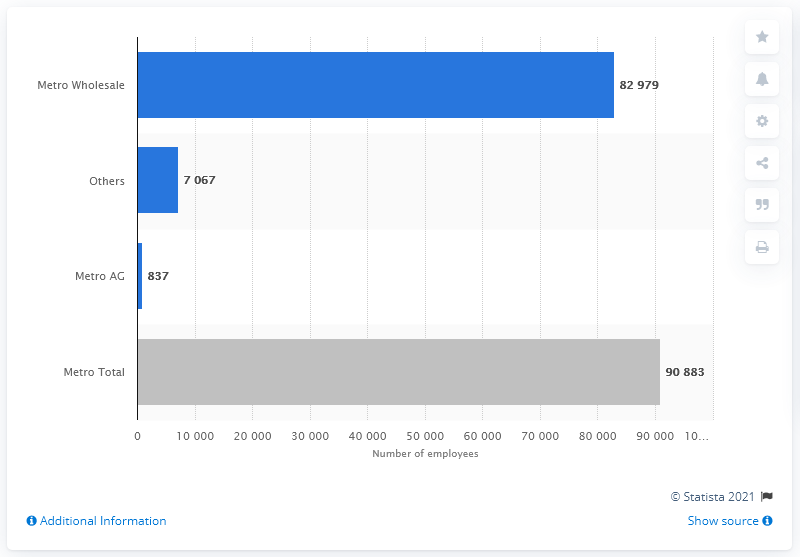 Metro Wholesale
82 979
Others
7 067
Metro AG
837
Metro Total
90 883
0 10 000 20 000 30 000 40 000 50 000 60 000 70 000 80 000 90 000 10...
Number of employees
© Statista 2021
Additional Information
Show source